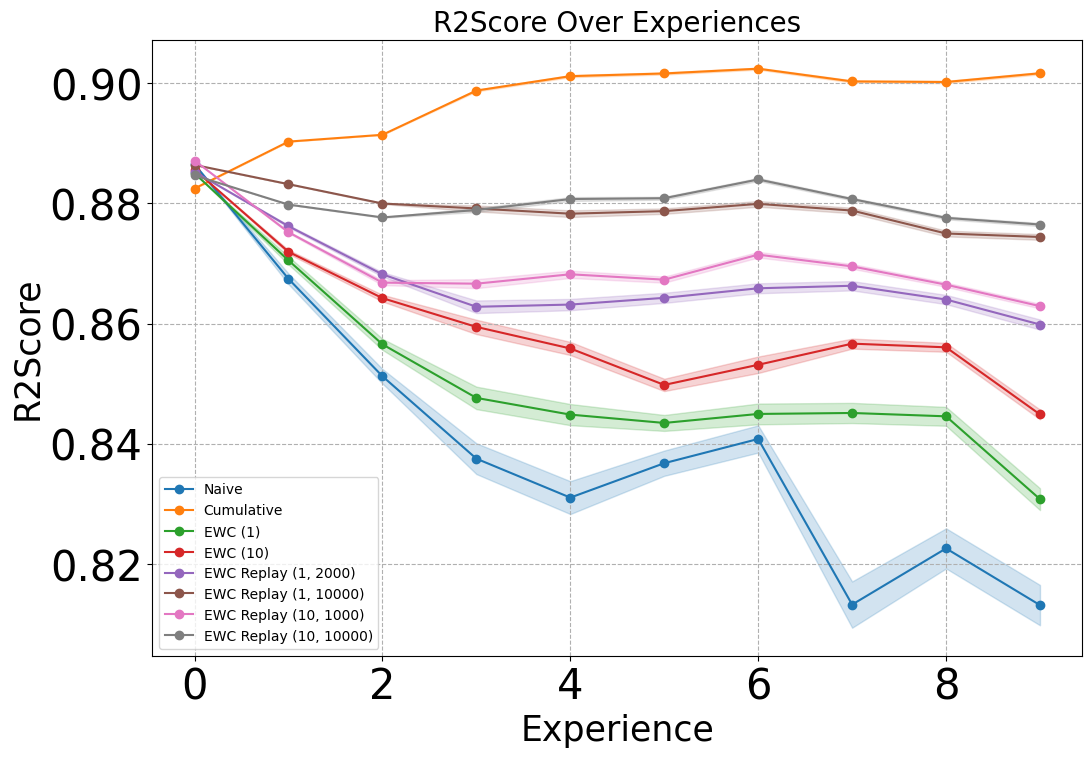 R2Score Over Experiences
R2Score
0.90
0.88
0.86
0.84
0.82
Naive
Cumulative
EWC (1)
EWC (10)
EWC Replay (1, 2000)
EWC Replay (1, 10000)
EWC Replay (10, 1000)
EWC Replay (10, 10000)
0 2 4 6 8
Experience